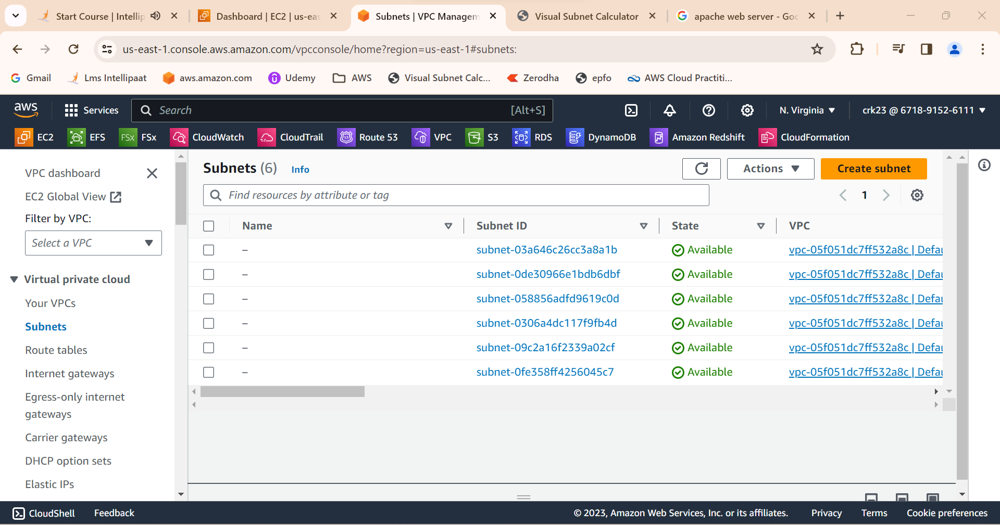 Start Course | Intellip
Dashboard | EC2 | us-eas
Subnets | VPC Managem
Visual Subnet Calculator
apache web server - Goo
us-east-1.console.aws.amazon.com/vpcconsole/home?region=us-east-1#subnets:
Gmail
Lms Intellipaat
aws.amazon.com
Udemy
AWS
Visual Subnet Calc...
Zerodha
epfo
AWS Cloud Practiti...
aws
Services
Search
[Alt+S]
N. Virginia
crk23 @ 6718-9152-6111
EC2
EFS
FSx FSx
CloudWatch
CloudTrail
53 Route 53
VPC
S3
RDS
DynamoDB
Amazon Redshift
CloudFormation
VPC dashboard
EC2 Global View
Filter by VPC:
Select a VPC
Virtual private cloud
Your VPCs
Subnets
Route tables
Internet gateways
Egress-only internet
gateways
Carrier gateways
DHCP option sets
Elastic IPs
Subnets (6) Info
Actions
Create subnet
Find resources by attribute or tag
1
Name Subnet ID State VPC
– subnet-03a646c26cc3a8a1b Available vpc-05f051dc7ff532a8c | Defau
– subnet-0de30966e1bdb6dbf Available vpc-05f051dc7ff532a8c | Defau
– subnet-058856adfd9619c0d Available vpc-05f051dc7ff532a8c | Defau
– subnet-0306a4dc117f9fb4d Available vpc-05f051dc7ff532a8c | Defau
– subnet-09c2a16f2339a02cf Available vpc-05f051dc7ff532a8c | Defau
– subnet-0fe358ff4256045c7 Available vpc-05f051dc7ff532a8c | Defau
CloudShell
Feedback
© 2023, Amazon Web Services, Inc. or its affiliates.
Privacy
Terms
Cookie preferences